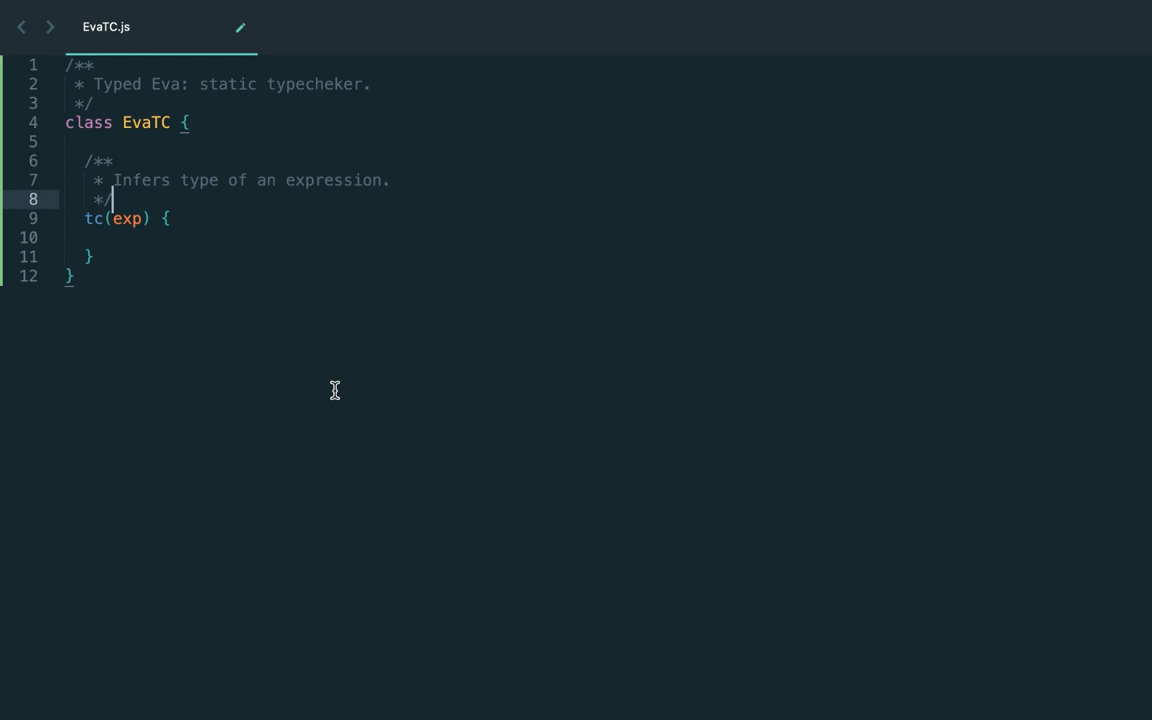 EvaTC.js
1 /**
2 * Typed Eva: static typecheker.
3 */
4 class EvaTC {
5
6 /**
7 * Infers type of an expression.
8 */
9 tc(exp) {
10
11 }
12 }